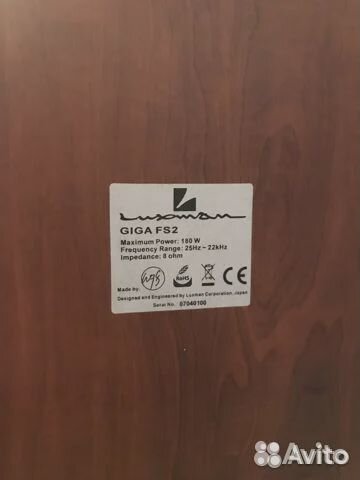 Luxman
GIGA FS2
Maximum Power: 180 W
Frequency Range: 25Hz ~ 22kHz
Impedance: 8 ohm
Made by:
RoHS
CE
Designed and Engineered by Luxman Corporation, Japan
Serial No. 07040100
Avito